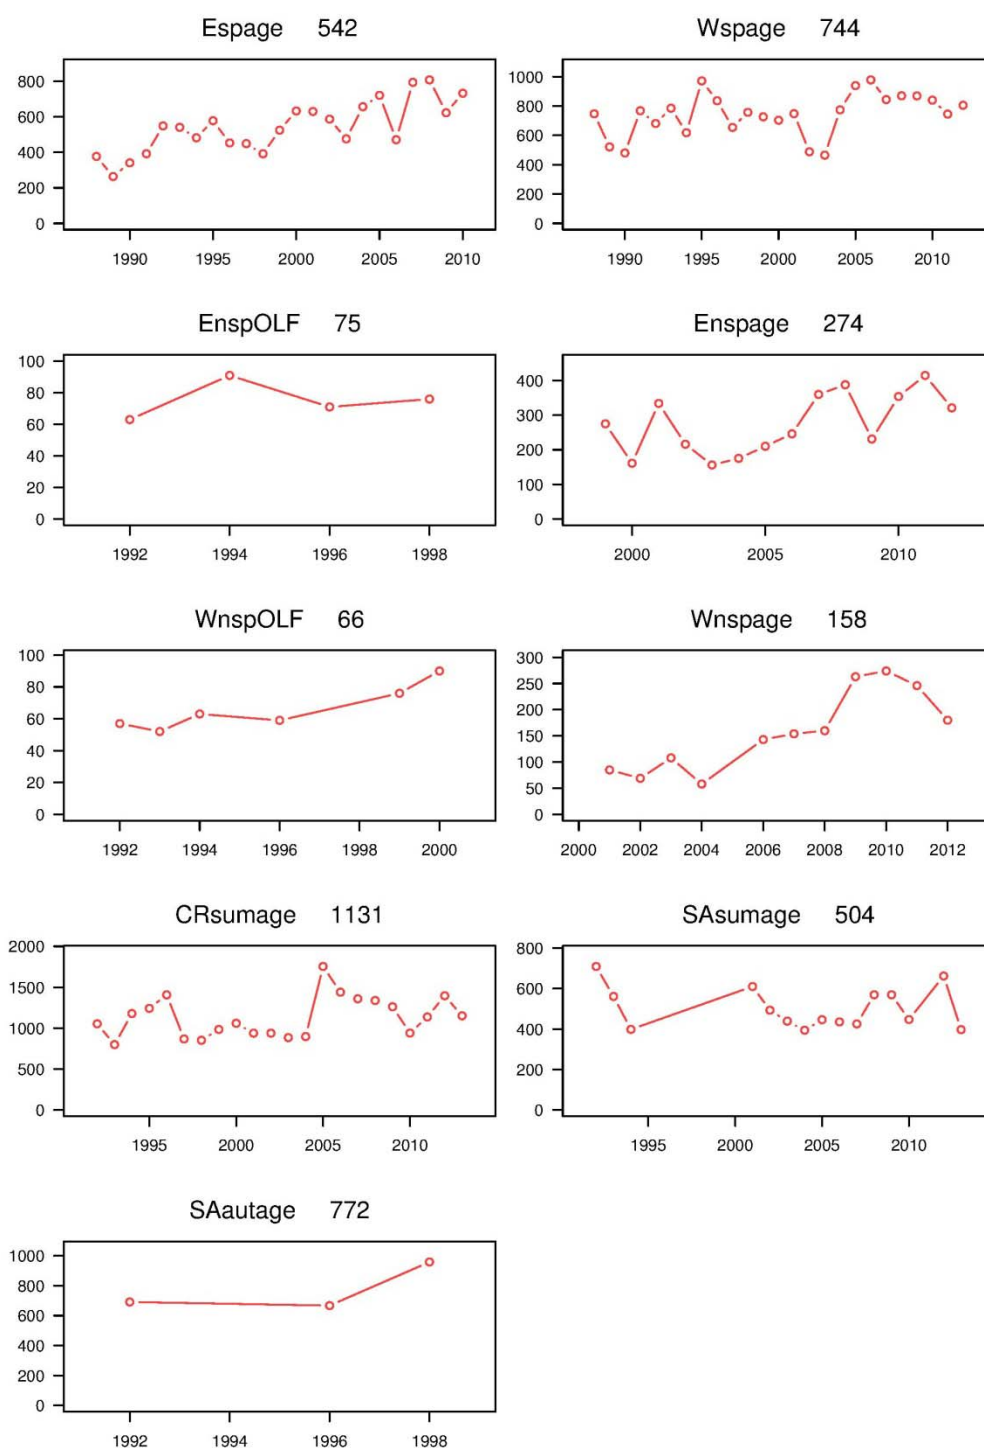 Espage 542
800
600
400
200
0
1990 1995 2000 2005 2010
Wspage 744
1000
800
600
400
200
0
1990 1995 2000 2005 2010
EnspOLF 75
100
80
60
40
20
0
1992 1994 1996 1998
Enspage 274
400
300
200
100
0
2000 2005 2010
WnspOLF 66
100
80
60
40
20
0
1992 1994 1996 1998 2000
Wnspage 158
300
250
200
150
100
50
0
2000 2002 2004 2006 2008 2010 2012
CRsumage 1131
2000
1500
1000
500
0
1995 2000 2005 2010
SAsumage 504
800
600
400
200
0
1995 2000 2005 2010
SAautage 772
1000
800
600
400
200
0
1992 1994 1996 1998